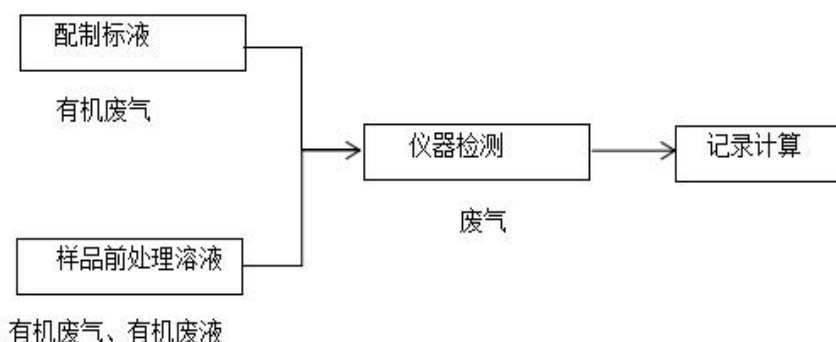 配制标液
有机废气
仪器检测
记录计算
废气
样品前处理溶液
有机废气、有机废液